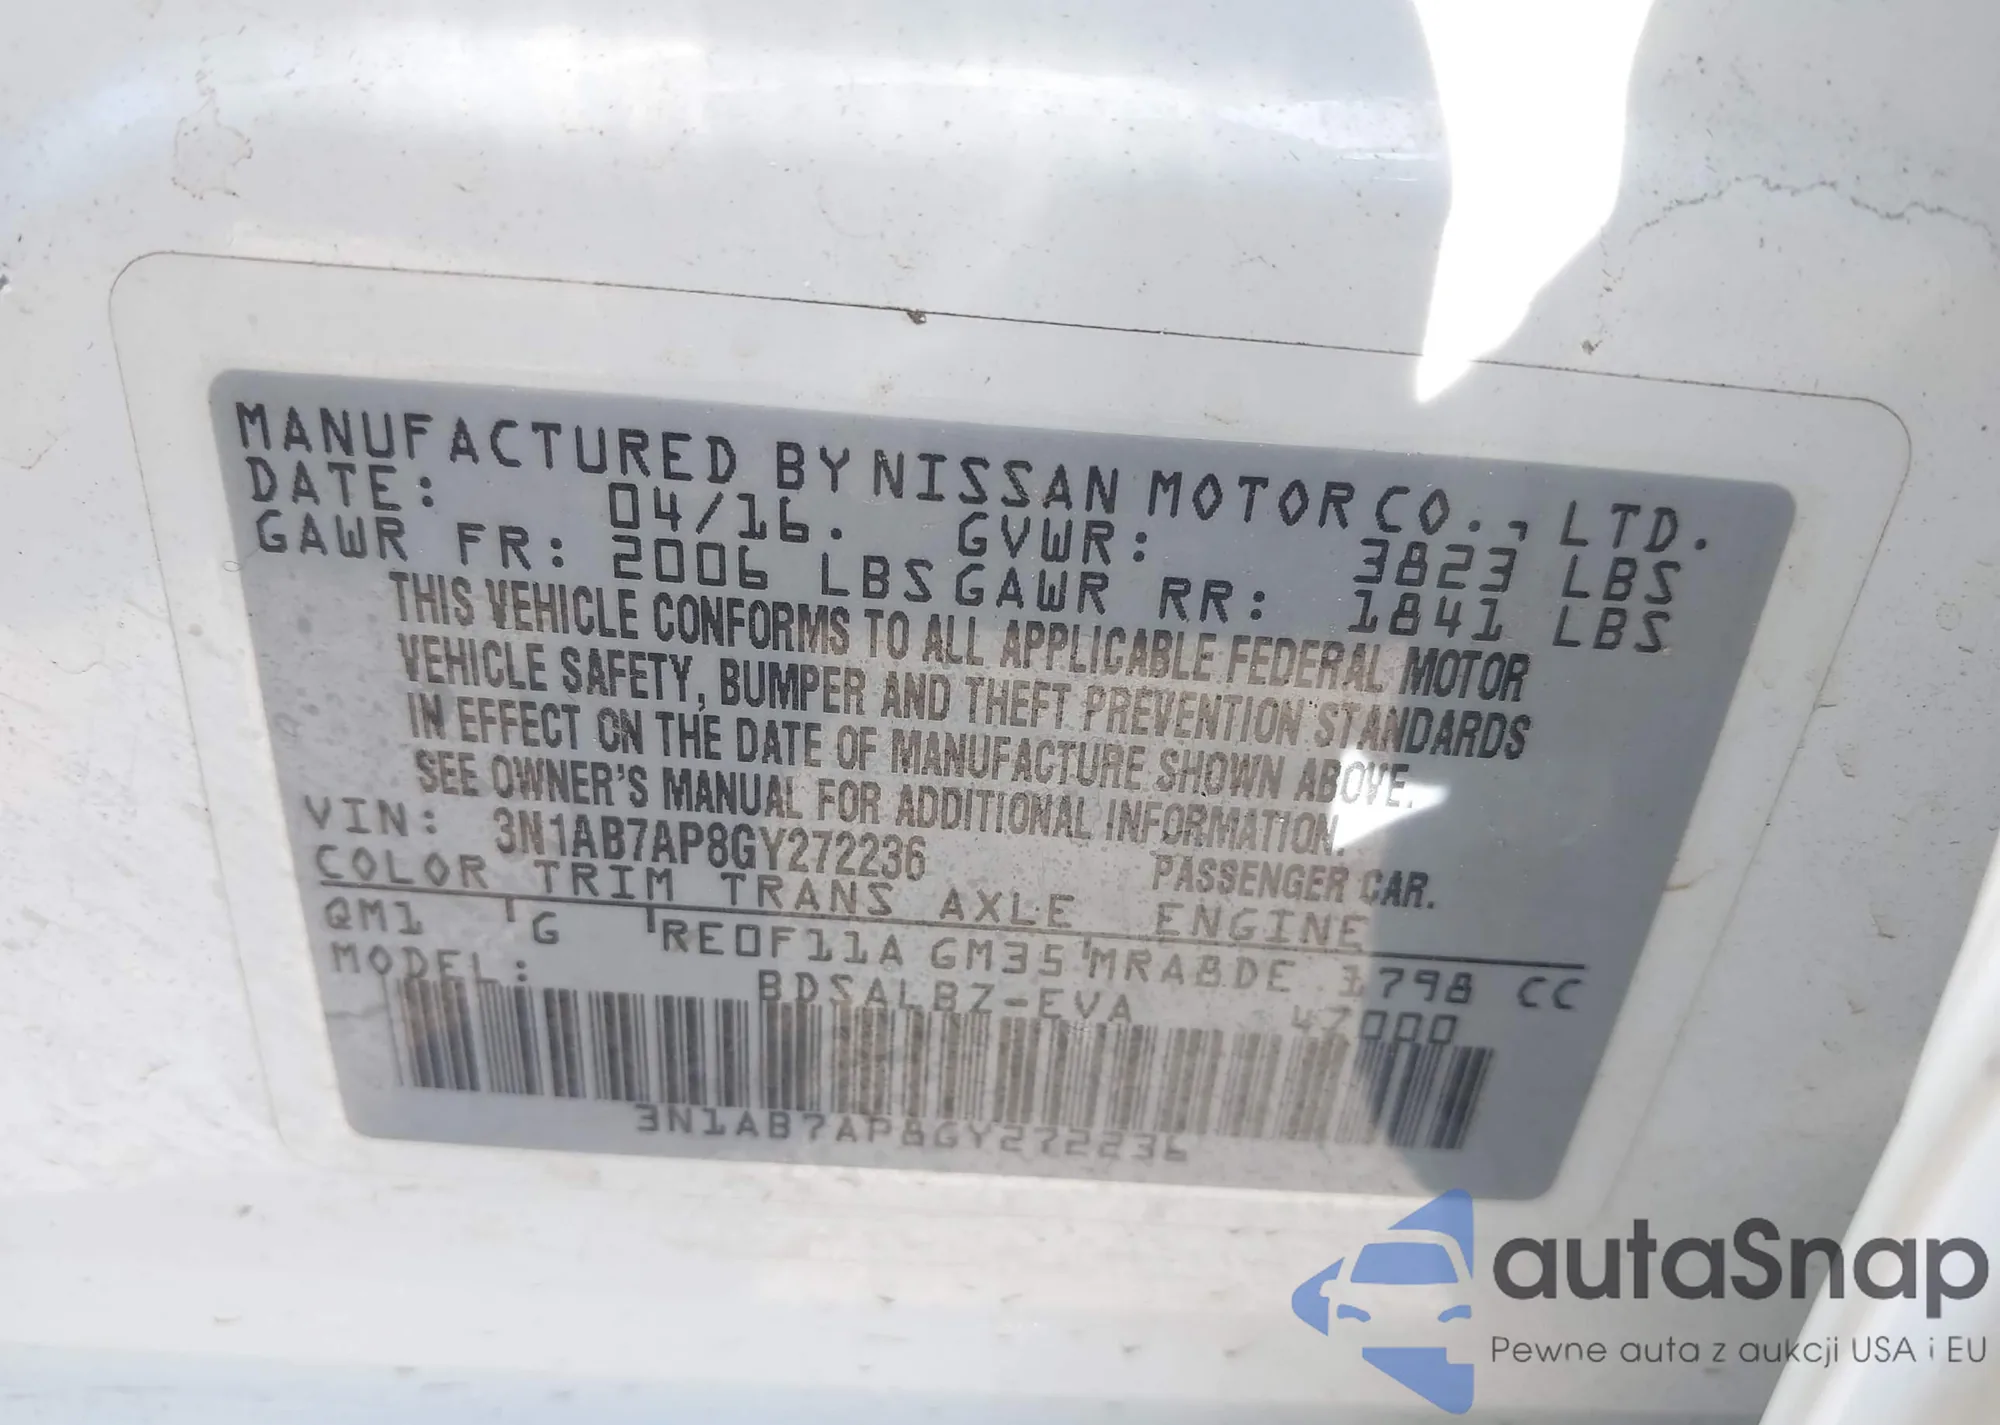 MANUFACTURED BY NISSAN MOTOR CO., LTD.
DATE: 04/16. GVWR: 3823 LBS
GAWR FR: 2006 LBS GAWR RR: 1841 LBS
THIS VEHICLE CONFORMS TO ALL APPLICABLE FEDERAL MOTOR
VEHICLE SAFETY, BUMPER AND THEFT PREVENTION STANDARDS
IN EFFECT ON THE DATE OF MANUFACTURE SHOWN ABOVE.
SEE OWNER'S MANUAL FOR ADDITIONAL INFORMATION.
VIN: 3N1AB7AP8GY272236 PASSENGER CAR.
COLOR TRIM TRANS AXLE ENGINE
QM1 G RE0F11A GM35 MRA8DE 1798 CC
MODEL: BDSALBZ-EVA 47000
3N1AB7AP8GY272236
autaSnap
Pewne auta z aukcji USA i EU